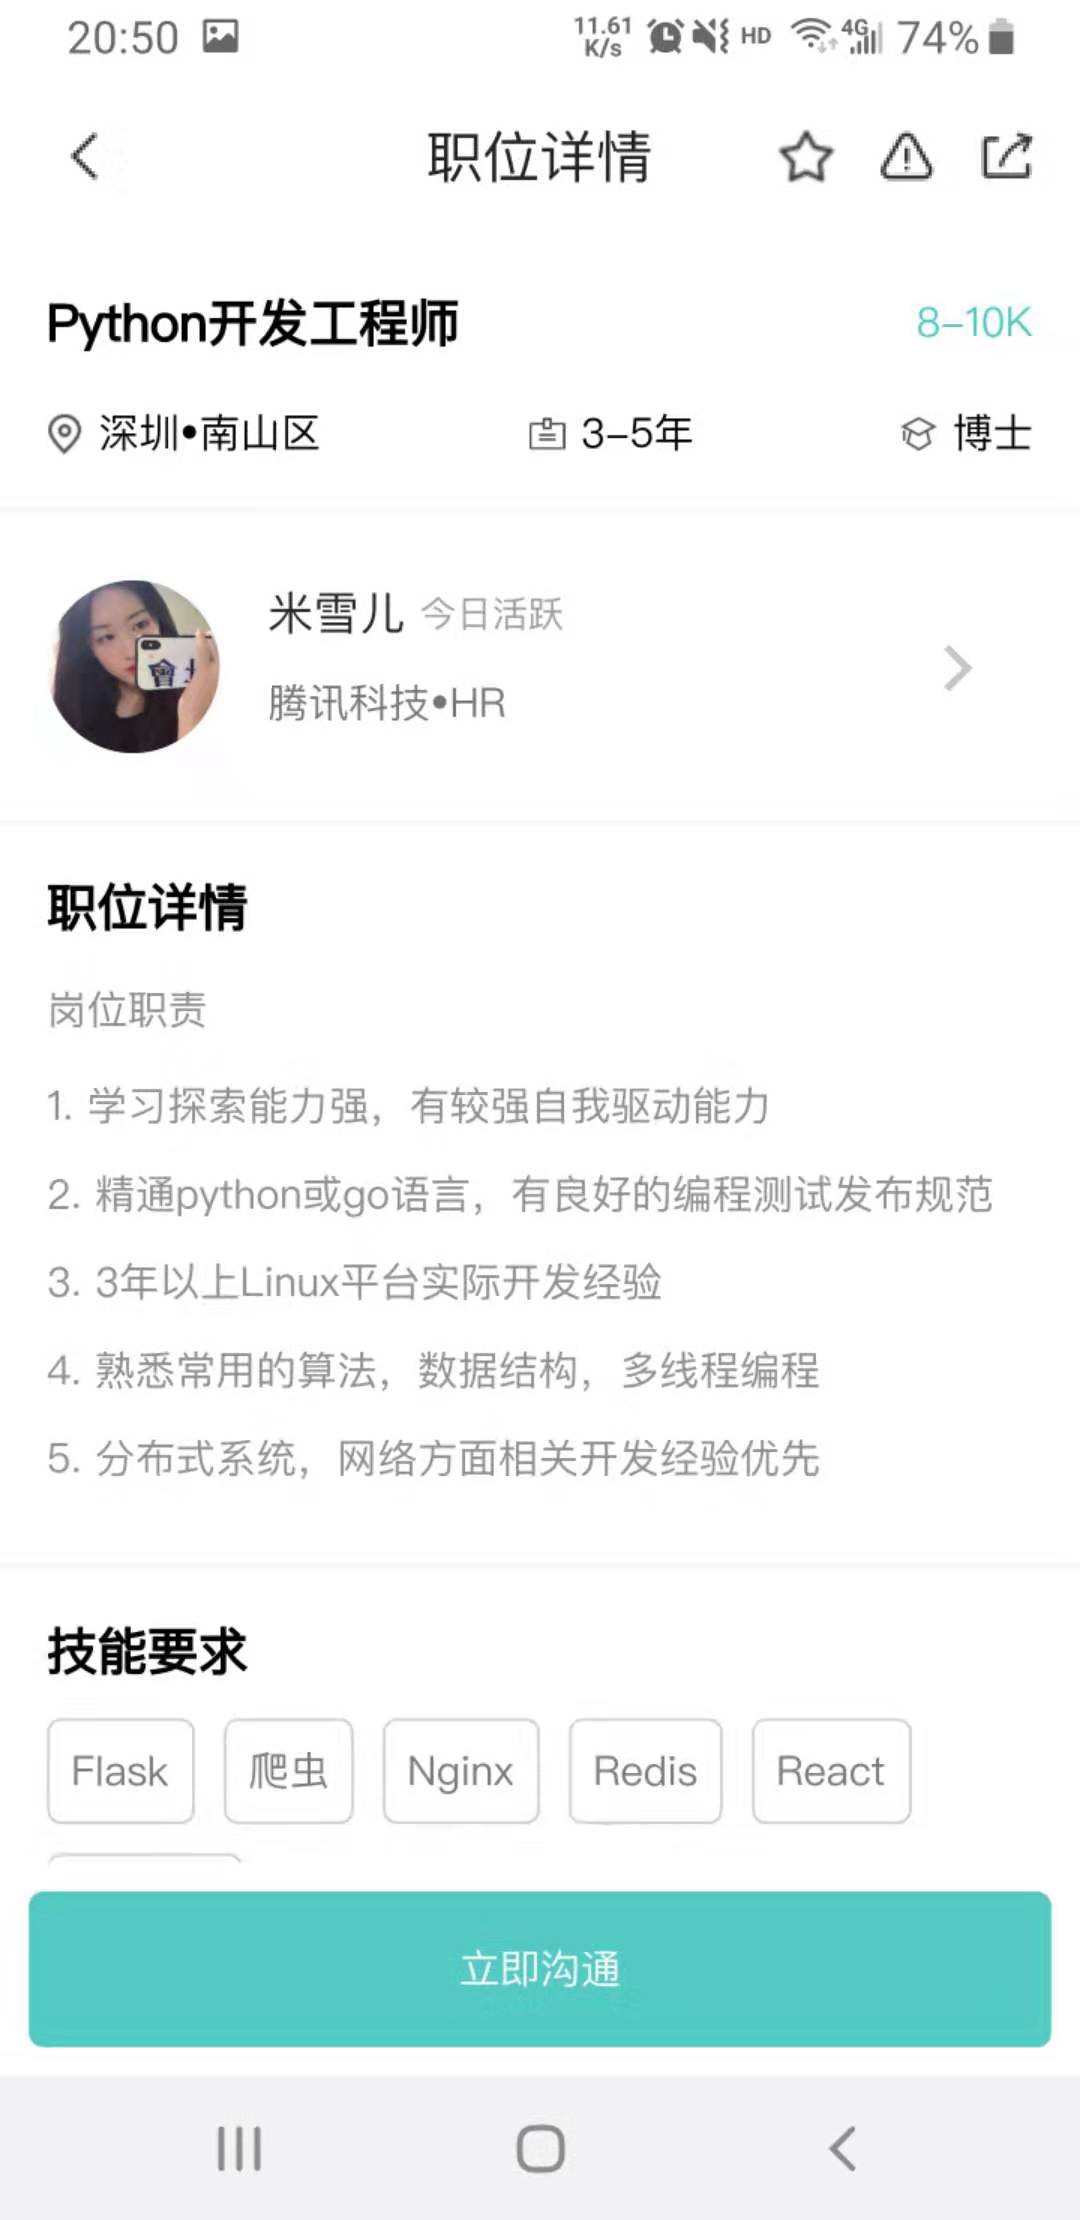 20:50
11.61
K/s
HD
4G
74%
职位详情
Python开发工程师
8-10K
深圳•南山区
3-5年
博士
米雪儿 今日活跃
腾讯科技•HR
职位详情
岗位职责
1. 学习探索能力强，有较强自我驱动能力
2. 精通python或go语言，有良好的编程测试发布规范
3. 3年以上Linux平台实际开发经验
4. 熟悉常用的算法，数据结构，多线程编程
5. 分布式系统，网络方面相关开发经验优先
技能要求
Flask
爬虫
Nginx
Redis
React
立即沟通